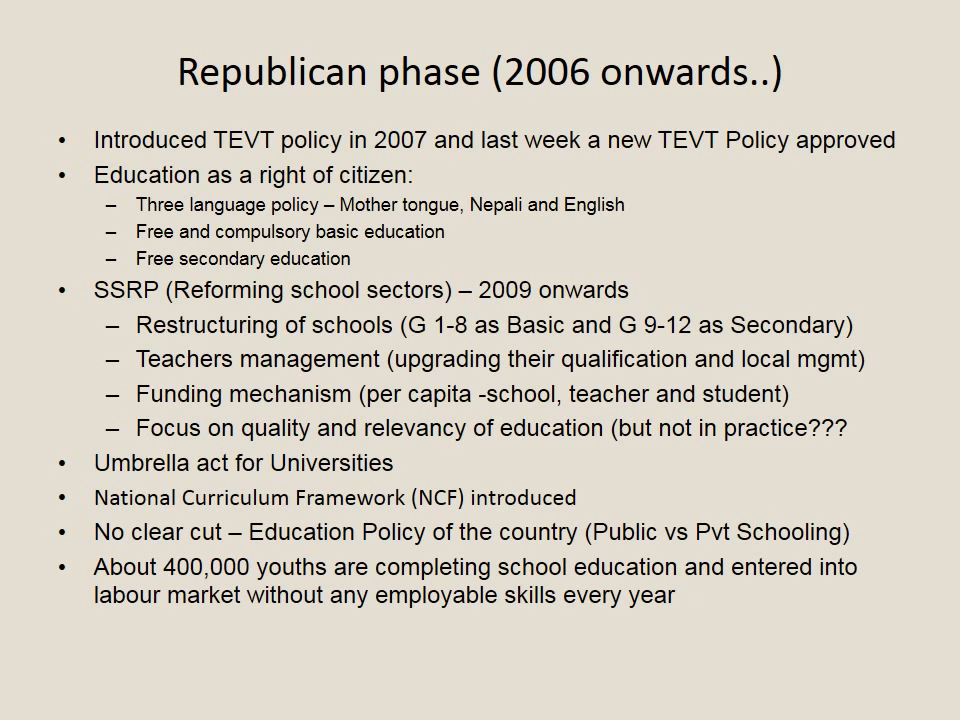 Republican phase (2006 onwards..)
• Introduced TEVT policy in 2007 and last week a new TEVT Policy approved
• Education as a right of citizen:
– Three language policy – Mother tongue, Nepali and English
– Free and compulsory basic education
– Free secondary education
• SSRP (Reforming school sectors) – 2009 onwards
– Restructuring of schools (G 1-8 as Basic and G 9-12 as Secondary)
– Teachers management (upgrading their qualification and local mgmt)
– Funding mechanism (per capita -school, teacher and student)
– Focus on quality and relevancy of education (but not in practice???
• Umbrella act for Universities
• National Curriculum Framework (NCF) introduced
• No clear cut – Education Policy of the country (Public vs Pvt Schooling)
• About 400,000 youths are completing school education and entered into
labour market without any employable skills every year